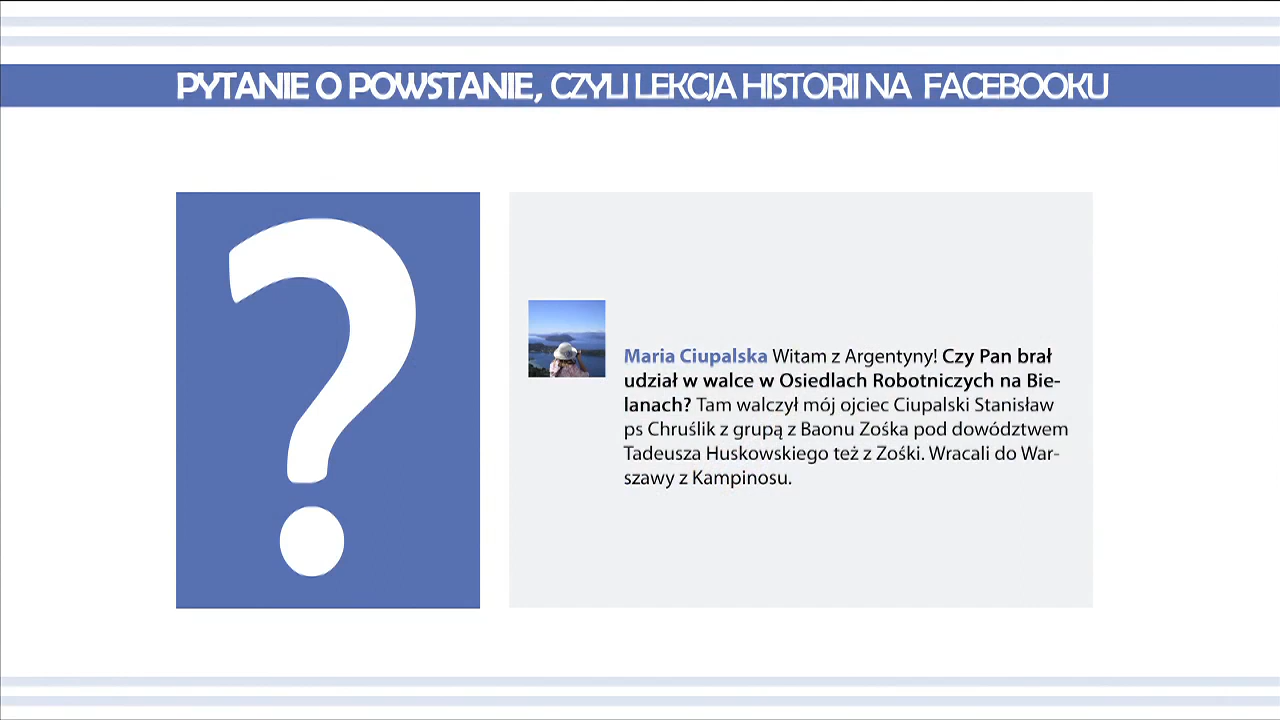 PYTANIE O POWSTANIE, CZYLI LEKCJA HISTORII NA FACEBOOKU
?
Maria Ciupalska Witam z Argentyny! Czy Pan brał
udział w walce w Osiedlach Robotniczych na Bie-
lanach? Tam walczył mój ojciec Ciupalski Stanisław
ps Chruślik z grupą z Baonu Zośka pod dowództwem
Tadeusza Huskowskiego też z Zośki. Wracali do War-
szawy z Kampinosu.